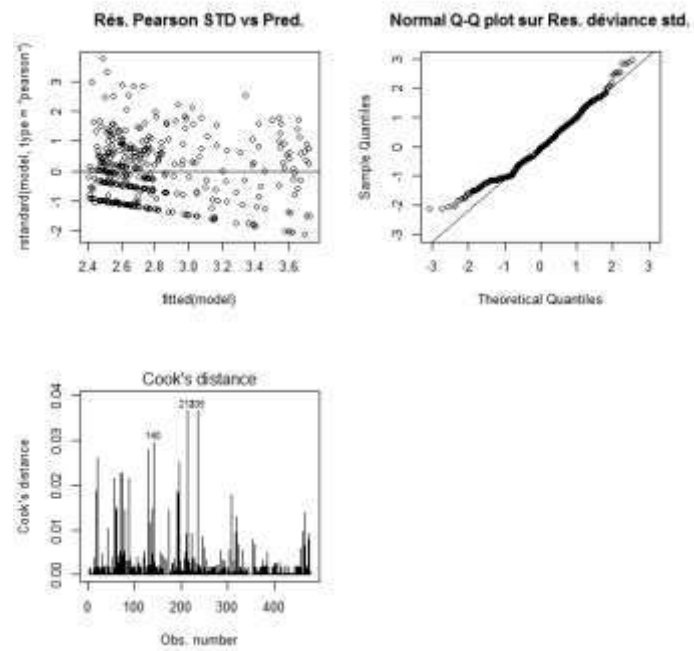 Rés. Pearson STD vs Pred.
rstandard(model, type = "pearson")
3
2
1
0
-1
-2
2.4 2.6 2.8 3.0 3.2 3.4 3.6
fitted(model)
Normal Q-Q plot sur Res. déviance std.
Sample Quantiles
3
2
1
0
-1
-2
-3
-3 -2 -1 0 1 2 3
Theoretical Quantiles
Cook's distance
Cook's distance
0.04
0.03
0.02
0.01
0.00
0 100 200 300 400
Obs. number